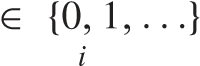 ∈ {0, 1, . . .}
i